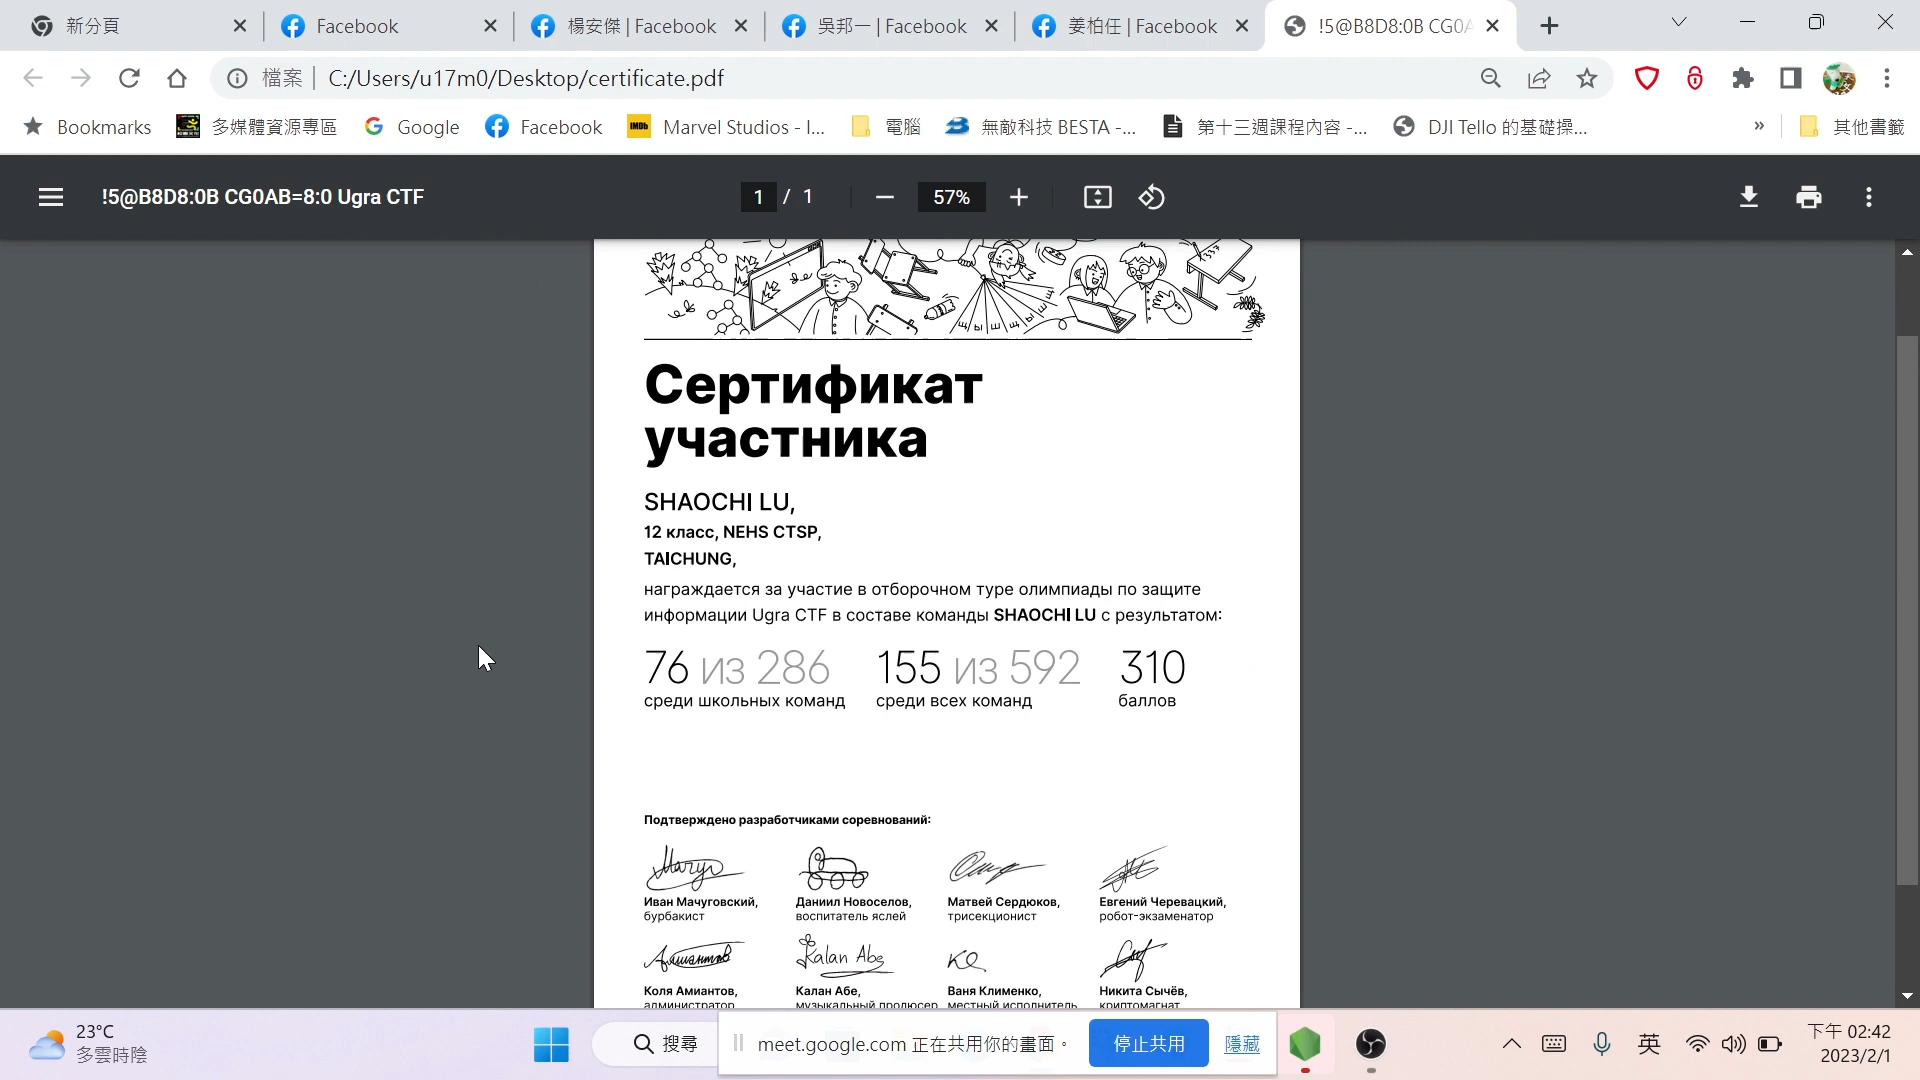 新分頁
Facebook
楊安傑 | Facebook
吳邦一 | Facebook
姜柏任 | Facebook
!5@B8D8:0B CG0A
檔案
C:/Users/u17m0/Desktop/certificate.pdf
Bookmarks
多媒體資源專區
Google
Facebook
IMDb
Marvel Studios - I...
電腦
無敵科技 BESTA -...
第十三週課程內容 -...
DJI Tello 的基礎操...
»
其他書籤
!5@B8D8:0B CG0AB=8:0 Ugra CTF
1 / 1
57%
Сертификат
участника
SHAOCHI LU,
12 класс, NEHS CTSP,
TAICHUNG,
награждается за участие в отборочном туре олимпиады по защите
информации Ugra CTF в составе команды SHAOCHI LU с результатом:
76 из 286
среди школьных команд
155 из 592
среди всех команд
310
баллов
Подтверждено разработчиками соревнований:
Иван Мачуговский,
бурбакист
Даниил Новоселов,
воспитатель яслей
Матвей Сердюков,
трисекционист
Евгений Черевацкий,
робот-экзаменатор
Kalan Abe
Коля Амиантов,
администратор
Калан Абе,
музыкальный продюсер
Ваня Клименко,
местный исполнитель
Никита Сычёв,
криптомагнат
23°C
多雲時陰
搜尋
meet.google.com 正在共用你的畫面。
停止共用
隱藏
英
下午 02:42
2023/2/1